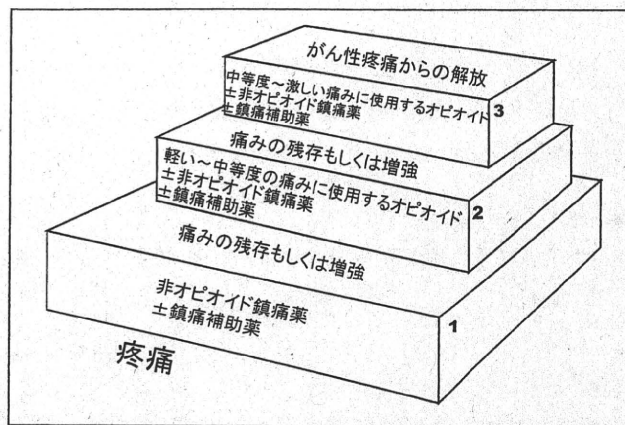 がん性疼痛からの解放
中等度～激しい痛みに使用するオピオイド
±非オピオイド鎮痛薬
±鎮痛補助薬
3
痛みの残存もしくは増強
軽い～中等度の痛みに使用するオピオイド
±非オピオイド鎮痛薬
±鎮痛補助薬
2
痛みの残存もしくは増強
非オピオイド鎮痛薬
±鎮痛補助薬
1
疼痛